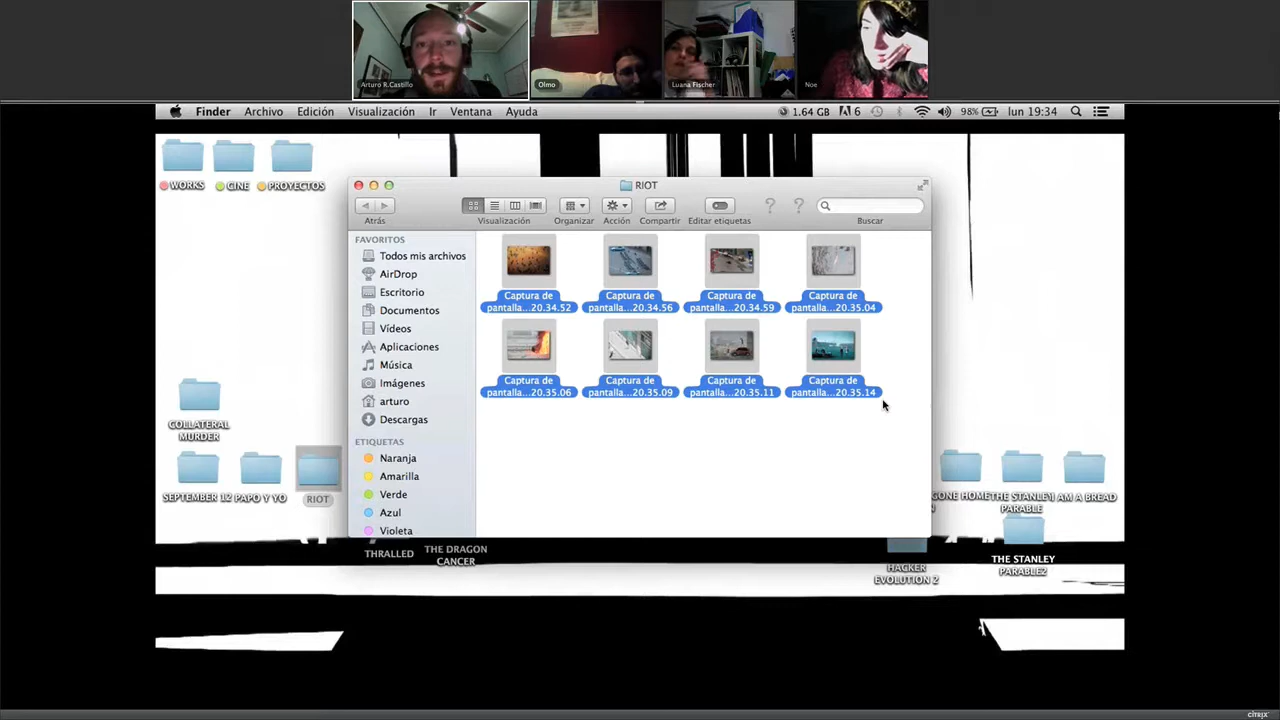 Arturo R.Castillo
Olmo
Luana Fischer
Noe
Finder Archivo Edición Visualización Ir Ventana Ayuda
1.64 GB 6 98% lun 19:34
WORKS CINE PROYECTOS
RIOT
Atrás Visualización Organizar Acción Compartir Editar etiquetas Buscar
FAVORITOS
Todos mis archivos
AirDrop
Escritorio
Documentos
Vídeos
Aplicaciones
Música
Imágenes
arturo
Descargas
ETIQUETAS
Naranja
Amarilla
Verde
Azul
Violeta
Captura de
pantalla...20.34.52
Captura de
pantalla...20.34.56
Captura de
pantalla...20.34.59
Captura de
pantalla...20.35.04
Captura de
pantalla...20.35.06
Captura de
pantalla...20.35.09
Captura de
pantalla...20.35.11
Captura de
pantalla...20.35.14
COLLATERAL
MURDER
SEPTEMBER 12 PAPO Y YO RIOT
GONE HOME THE STANLEY
PARABLE
I AM A BREAD
THRALLED
THE DRAGON
CANCER
HACKER
EVOLUTION 2
THE STANLEY
PARABLE2
CİTRIX